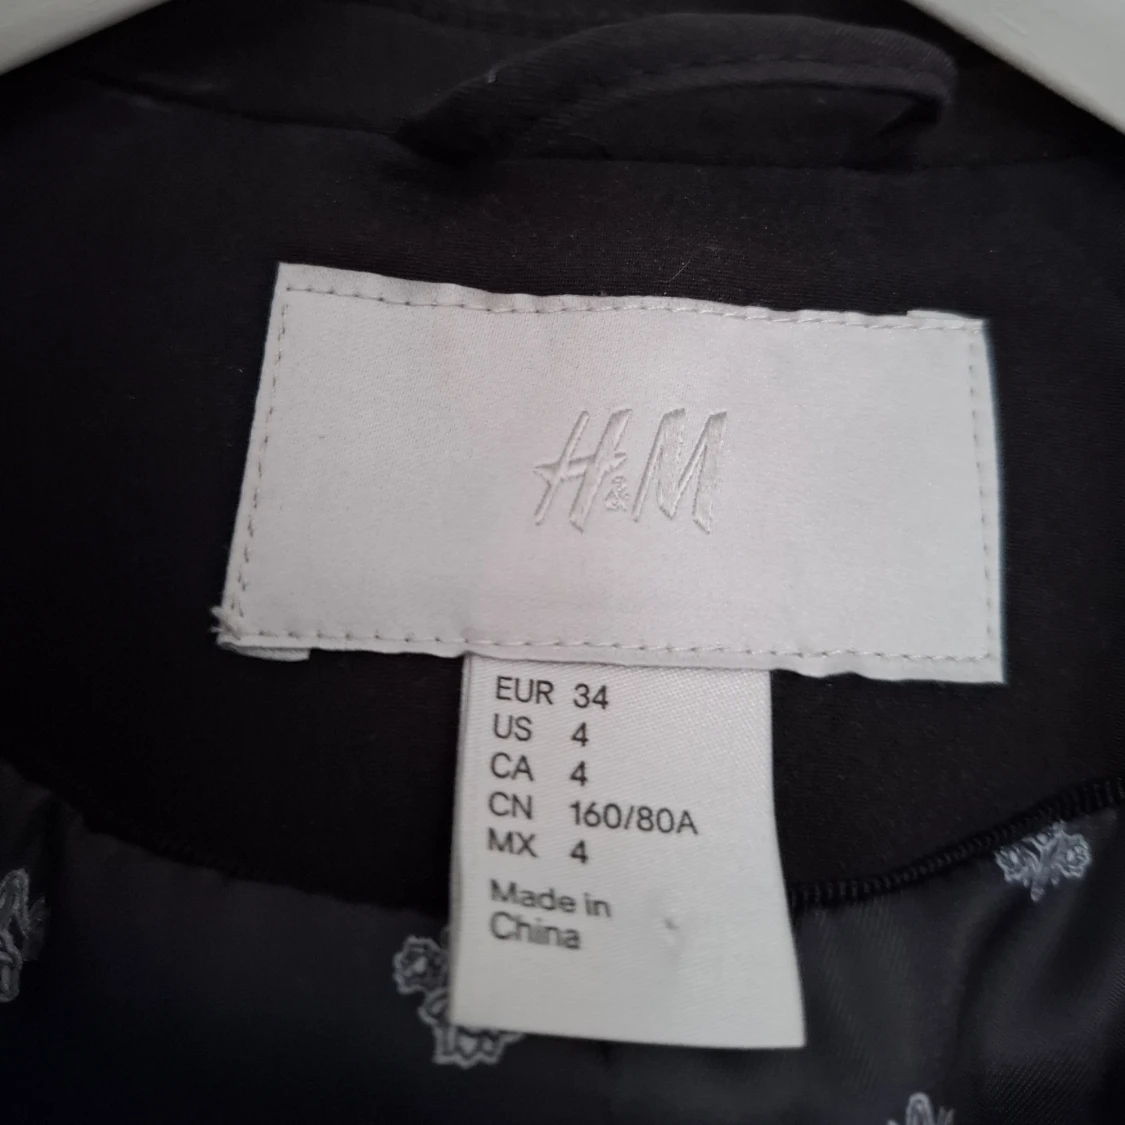 H&M
EUR 34
US 4
CA 4
CN 160/80A
MX 4
Made in
China